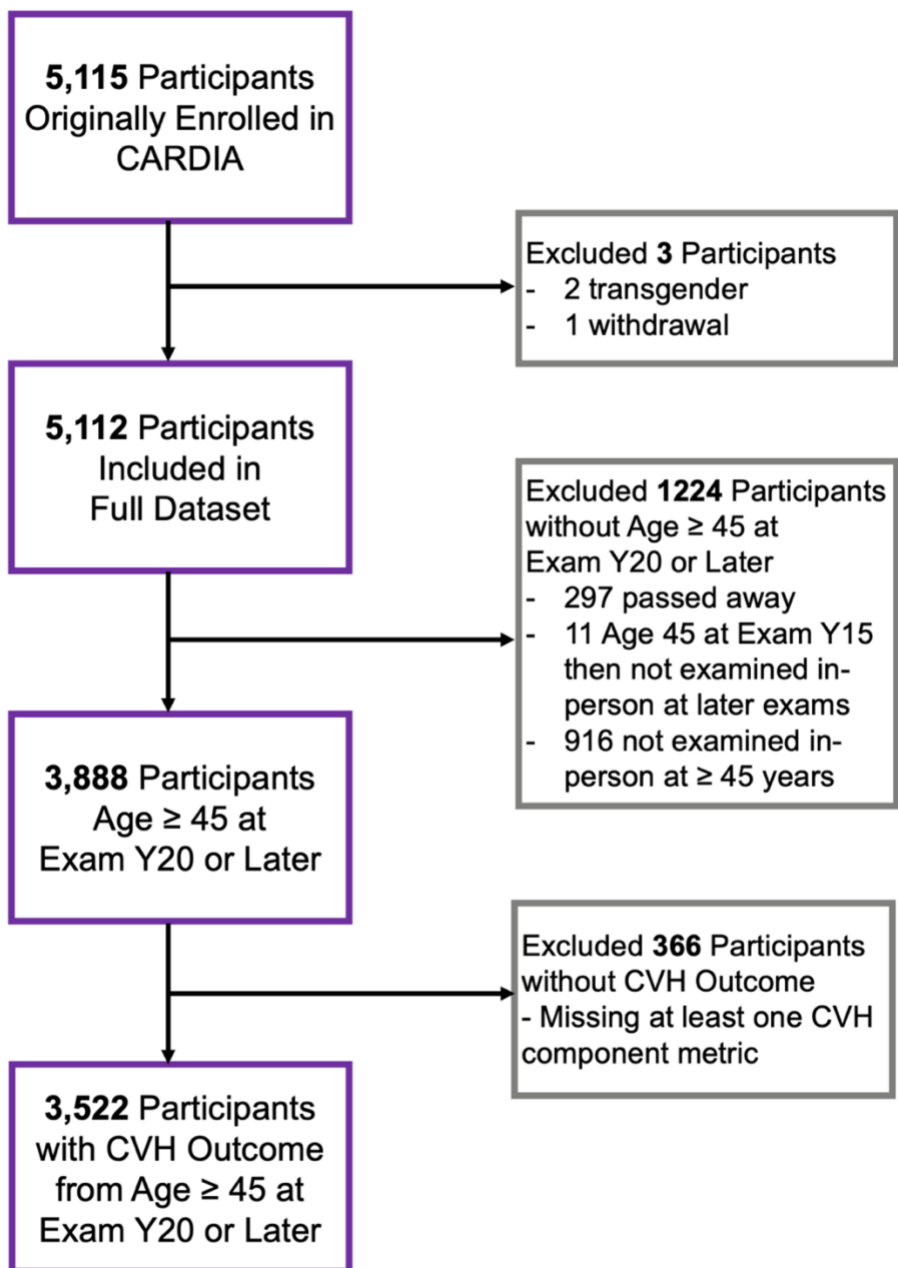 5,115 Participants
Originally Enrolled in
CARDIA
Excluded 3 Participants
- 2 transgender
- 1 withdrawal
5,112 Participants
Included in
Full Dataset
Excluded 1224 Participants
without Age ≥ 45 at
Exam Y20 or Later
- 297 passed away
- 11 Age 45 at Exam Y15
then not examined in-
person at later exams
- 916 not examined in-
person at ≥ 45 years
3,888 Participants
Age ≥ 45 at
Exam Y20 or Later
Excluded 366 Participants
without CVH Outcome
- Missing at least one CVH
component metric
3,522 Participants
with CVH Outcome
from Age ≥ 45 at
Exam Y20 or Later